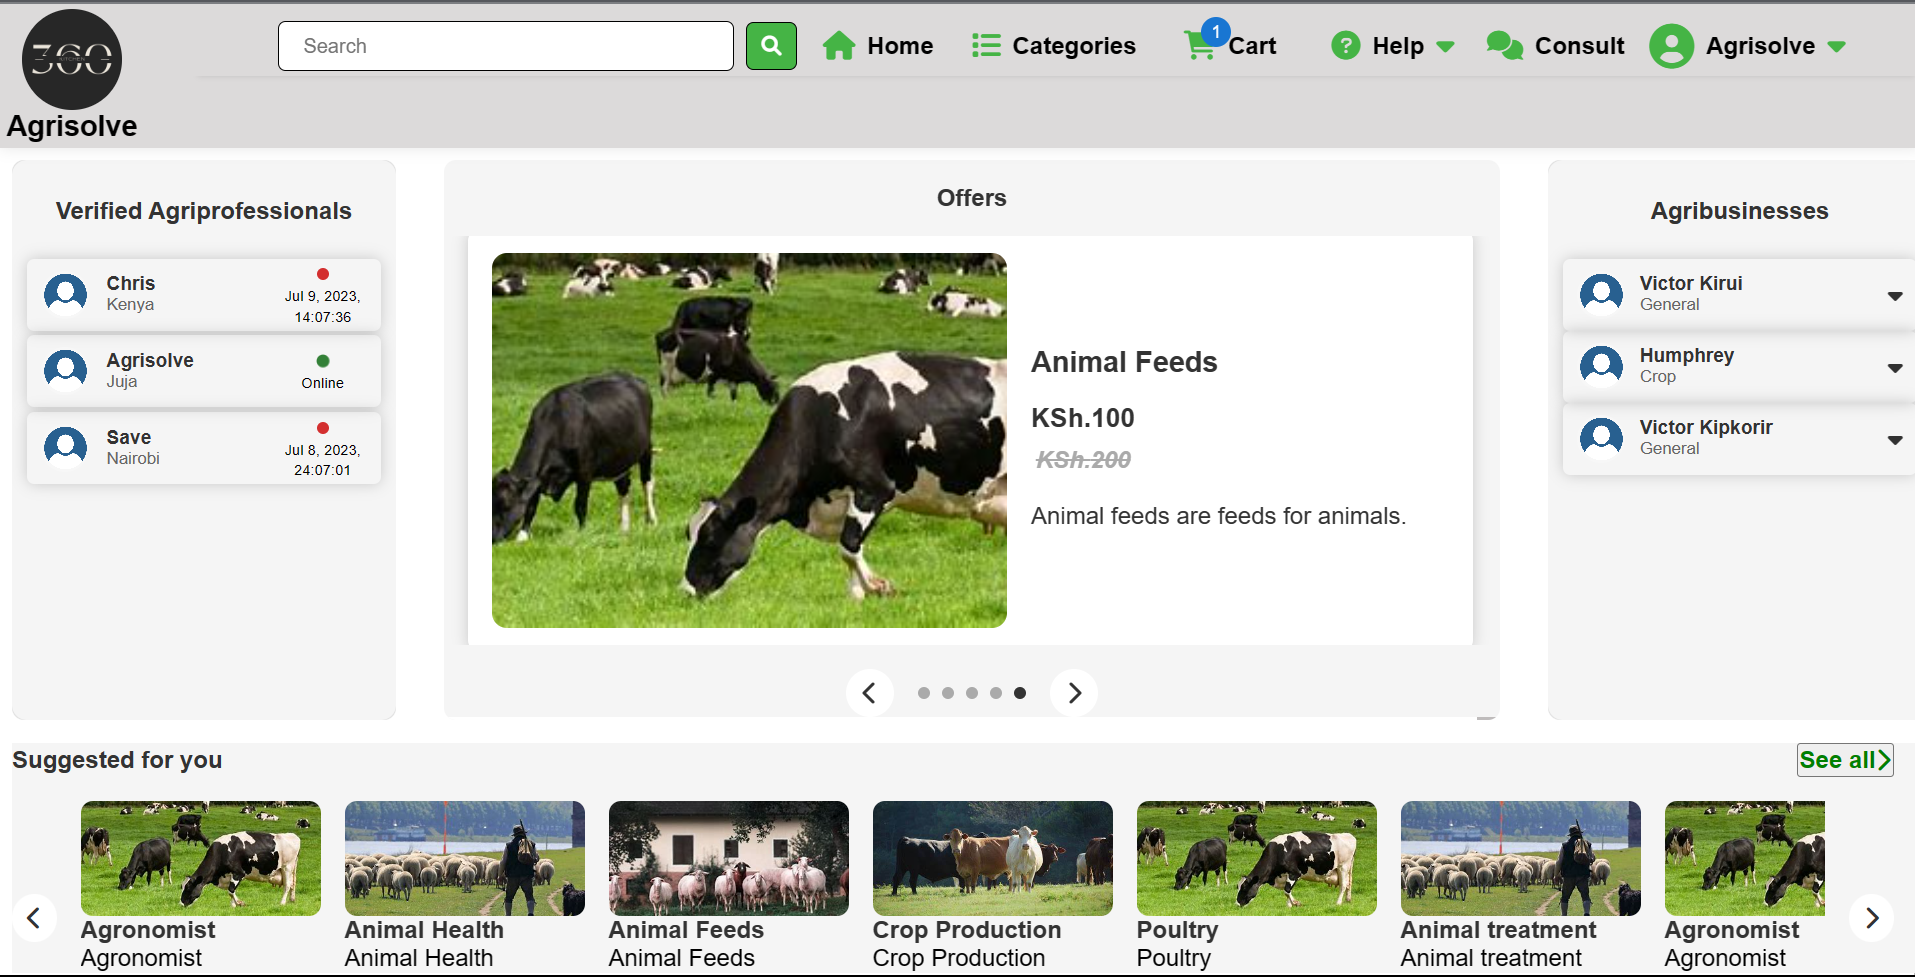 360
KITCHEN
Agrisolve
Search
Home
Categories
1
Cart
?
Help
Consult
Agrisolve
Verified Agriprofessionals
Chris
Kenya
Jul 9, 2023,
14:07:36
Agrisolve
Juja
Online
Save
Nairobi
Jul 8, 2023,
24:07:01
Offers
Animal Feeds
KSh.100
KSh.200
Animal feeds are feeds for animals.
Agribusinesses
Victor Kirui
General
Humphrey
Crop
Victor Kipkorir
General
Suggested for you
See all
Agronomist
Agronomist
Animal Health
Animal Health
Animal Feeds
Animal Feeds
Crop Production
Crop Production
Poultry
Poultry
Animal treatment
Animal treatment
Agronomist
Agronomist